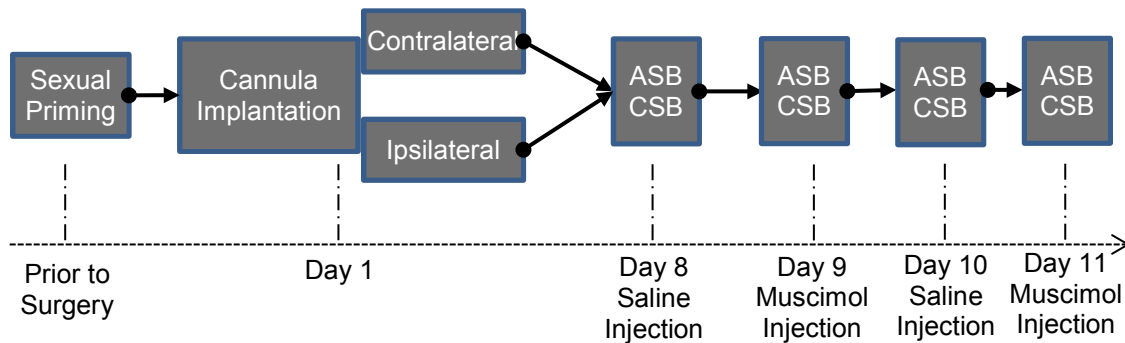 Sexual
Priming
Cannula
Implantation
Contralateral
Ipsilateral
ASB
CSB
ASB
CSB
ASB
CSB
ASB
CSB
Prior to
Surgery
Day 1
Day 8
Saline
Injection
Day 9
Muscimol
Injection
Day 10
Saline
Injection
Day 11
Muscimol
Injection